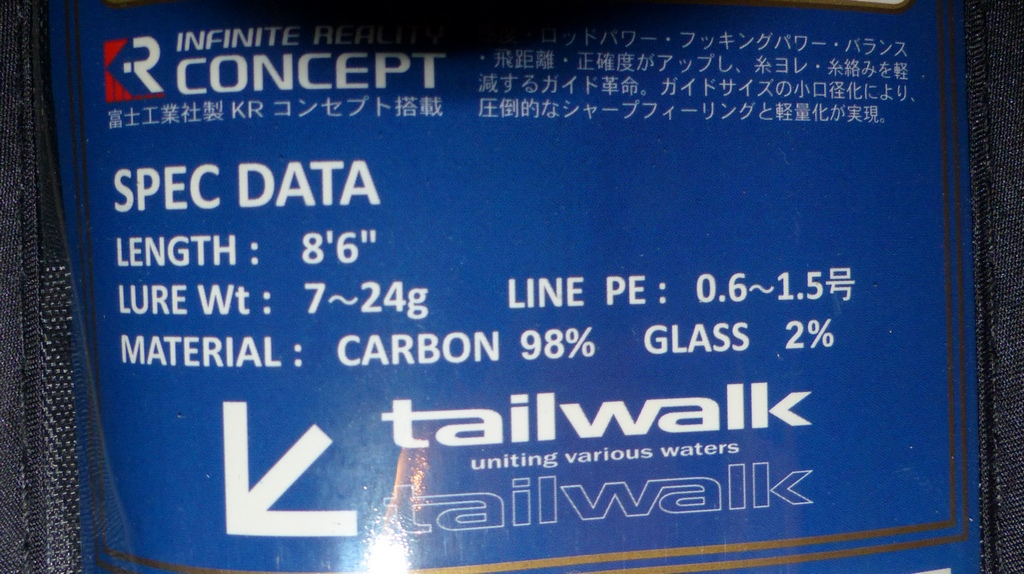 KR INFINITE REALITY
CONCEPT
富士工業社製 KR コンセプト搭載
度・ロッドパワー・フッキングパワー・バランス
・飛距離・正確度がアップし、糸ヨレ・糸絡みを軽
減するガイド革命。ガイドサイズの小口径化により、
圧倒的なシャープフィーリングと軽量化が実現。
SPEC DATA
LENGTH : 8'6"
LURE Wt : 7～24g LINE PE : 0.6～1.5号
MATERIAL : CARBON 98% GLASS 2%
tailwalk
uniting various waters
tailwalk